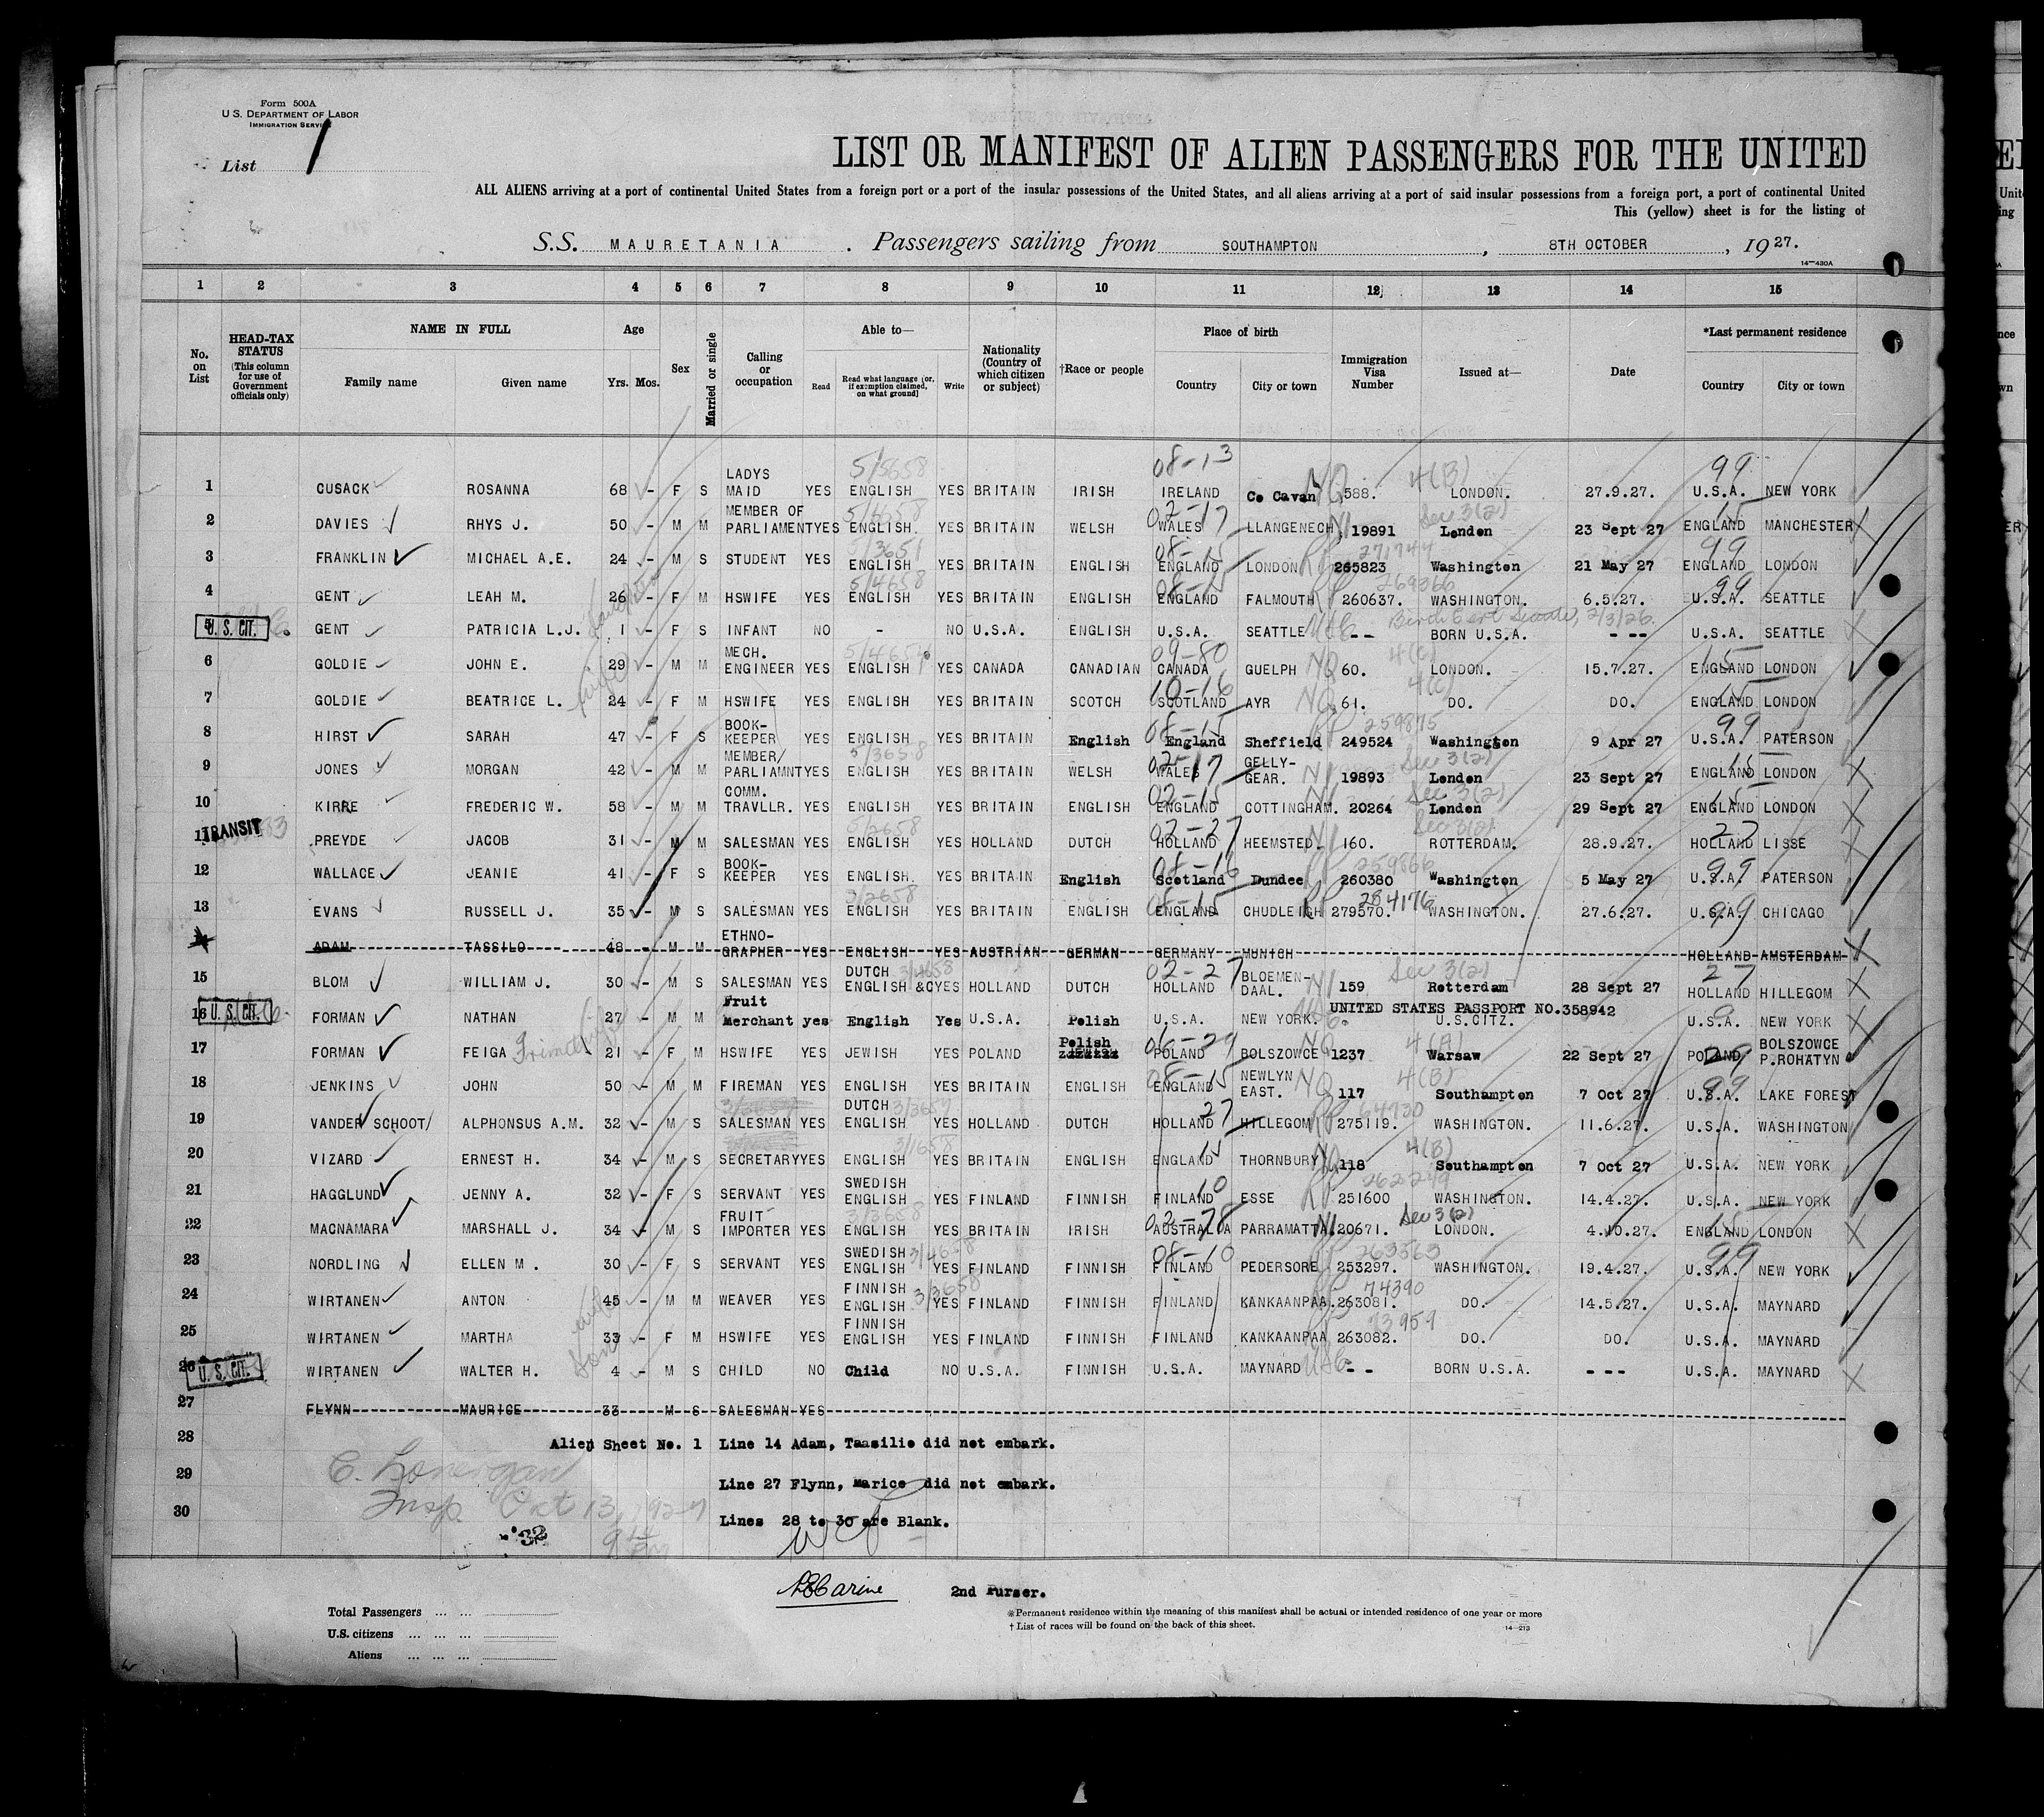 Form 500A
U.S. DEPARTMENT OF LABOR
IMMIGRATION SERVICE
List 1
LIST OR MANIFEST OF ALIEN PASSENGERS FOR THE UNITED
ALL ALIENS arriving at a port of continental United States from a foreign port or a port of the insular possessions of the United States, and all aliens arriving at a port of said insular possessions from a foreign port, a port of continental United
This (yellow) sheet is for the listing of
S.S. MAURETANIA. Passengers sailing from SOUTHAMPTON, 8TH OCTOBER, 1927.
14—430A
1 2 3 4 5 6 7 8 9 10 11 12 13 14 15
No. on List HEAD-TAX STATUS (This column for use of Government officials only) NAME IN FULL Family name Given name Age Yrs. Mos. Sex Married or single Calling or occupation Able to— Read Read what language (or, if exemption claimed, on what ground) Write Nationality (Country of which citizen or subject) †Race or people Place of birth Country City or town Immigration Visa Number Issued at— Date *Last permanent residence Country City or town
1 CUSACK ROSANNA 68 - F S LADYS MAID YES ENGLISH YES BRITAIN IRISH IRELAND Co Cavan 588. LONDON. 27.9.27. U.S.A. NEW YORK
2 DAVIES RHYS J. 50 - M M MEMBER OF PARLIAMENT YES ENGLISH. YES BRITAIN WELSH WALES LLANGENECH 19891 London 23 Sept 27 ENGLAND MANCHESTER
3 FRANKLIN MICHAEL A.E. 24 - M S STUDENT YES ENGLISH YES BRITAIN ENGLISH ENGLAND LONDON 265823 Washington 21 May 27 ENGLAND LONDON
4 GENT LEAH M. 26 - F M HSWIFE YES ENGLISH YES BRITAIN ENGLISH ENGLAND FALMOUTH 260637. WASHINGTON. 6.5.27. U.S.A. SEATTLE
5 U.S. CIT. GENT PATRICIA L.J. 1 - F S INFANT NO - NO U.S.A. ENGLISH U.S.A. SEATTLE -- BORN U.S.A. --- U.S.A. SEATTLE
6 GOLDIE JOHN E. 29 - M M MECH. ENGINEER YES ENGLISH YES CANADA CANADIAN CANADA GUELPH 60. LONDON. 15.7.27. ENGLAND LONDON
7 GOLDIE BEATRICE L. 24 - F M HSWIFE YES ENGLISH YES BRITAIN SCOTCH SCOTLAND AYR 61. DO. DO. ENGLAND LONDON
8 HIRST SARAH 47 - F S BOOK-KEEPER YES ENGLISH YES BRITAIN English England Sheffield 249524 Washington 9 Apr 27 U.S.A. PATERSON
9 JONES MORGAN 42 - M M MEMBER/ PARLIAMNT YES ENGLISH YES BRITAIN WELSH WALES GELLY-GEAR. 19893 London 23 Sept 27 ENGLAND LONDON
10 KIRRE FREDERIC W. 58 - M M COMM. TRAVLLR. YES ENGLISH YES BRITAIN ENGLISH ENGLAND COTTINGHAM. 20264 London 29 Sept 27 ENGLAND LONDON
11 TRANSIT PREYDE JACOB 31 - M M SALESMAN YES ENGLISH YES HOLLAND DUTCH HOLLAND HEEMSTED. 160. ROTTERDAM. 28.9.27. HOLLAND LISSE
12 WALLACE JEANIE 41 - F S BOOK-KEEPER YES ENGLISH. YES BRITAIN English Scotland Dundee 260380 Washington 5 May 27 U.S.A. PATERSON
13 EVANS RUSSELL J. 35 - M S SALESMAN YES ENGLISH YES BRITAIN ENGLISH ENGLAND CHUDLEIGH 279570. WASHINGTON. 27.6.27. U.S.A. CHICAGO
14 ADAM TASSILO 48 - M M ETHNO-GRAPHER YES ENGLISH YES AUSTRIAN GERMAN GERMANY MUNICH HOLLAND AMSTERDAM
15 BLOM WILLIAM J. 30 - M S SALESMAN YES DUTCH ENGLISH &C YES HOLLAND DUTCH HOLLAND BLOEMEN-DAAL. 159 Rotterdam 28 Sept 27 HOLLAND HILLEGOM
16 U.S. CIT. FORMAN NATHAN 27 - M M Fruit Merchant yes English Yes U.S.A. Polish U.S.A. NEW YORK. UNITED STATES PASSPORT NO.358942 U.S.CITZ. U.S.A. NEW YORK
17 FORMAN FEIGA 21 - F M HSWIFE YES JEWISH YES POLAND Polish POLAND BOLSZOWCE 1237 Warsaw 22 Sept 27 POLAND BOLSZOWCE P.ROHATYN
18 JENKINS JOHN 50 - M M FIREMAN YES ENGLISH YES BRITAIN ENGLISH ENGLAND NEWLYN EAST. 117 Southampton 7 Oct 27 U.S.A. LAKE FOREST
19 VANDER SCHOOT ALPHONSUS A.M. 32 - M S SALESMAN YES DUTCH ENGLISH YES HOLLAND DUTCH HOLLAND HILLEGOM 275119. WASHINGTON. 11.6.27. U.S.A. WASHINGTON
20 VIZARD ERNEST H. 34 - M S SECRETARY YES ENGLISH YES BRITAIN ENGLISH ENGLAND THORNBURY 118 Southampton 7 Oct 27 U.S.A. NEW YORK
21 HAGGLUND JENNY A. 32 - F S SERVANT YES SWEDISH ENGLISH YES FINLAND FINNISH FINLAND ESSE 251600 WASHINGTON. 14.4.27. U.S.A. NEW YORK
22 MACNAMARA MARSHALL J. 34 - M S FRUIT-IMPORTER YES ENGLISH YES BRITAIN IRISH AUSTRALIA PARRAMATTA 20671. LONDON. 4.10.27. ENGLAND LONDON
23 NORDLING ELLEN M. 30 - F S SERVANT YES SWEDISH ENGLISH YES FINLAND FINNISH FINLAND PEDERSORE 253297. WASHINGTON. 19.4.27. U.S.A. NEW YORK
24 WIRTANEN ANTON 45 - M M WEAVER YES FINNISH ENGLISH YES FINLAND FINNISH FINLAND KANKAANPAA. 263081. DO. 14.5.27. U.S.A. MAYNARD
25 WIRTANEN MARTHA 33 - F M HSWIFE YES FINNISH ENGLISH YES FINLAND FINNISH FINLAND KANKAANPAA 263082. DO. DO. U.S.A. MAYNARD
26 U.S. CIT. WIRTANEN WALTER H. 4 - M S CHILD NO Child NO U.S.A. FINNISH U.S.A. MAYNARD -- BORN U.S.A. --- U.S.A. MAYNARD
27 FLYNN MAURICE 33 M S SALESMAN YES
28 Alien Sheet No. 1 Line 14 Adam, Taasilio did not embark.
29 Line 27 Flynn, Marice did not embark.
30 Lines 28 to 30 are Blank.
Insp. Oct 13, 1927
2nd Purser.
Total Passengers ... ...
U.S. citizens ... ... ...
Aliens ... ... ...
*Permanent residence within the meaning of this manifest shall be actual or intended residence of one year or more
† List of races will be found on the back of this sheet.
14—213